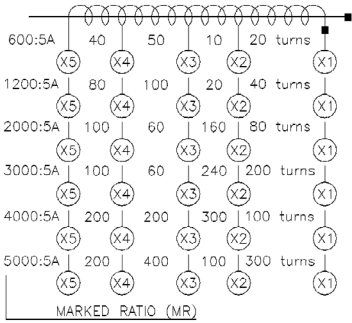 600:5A 40 50 10 20 turns
X5 X4 X3 X2 X1
1200:5A 80 100 20 40 turns
X5 X4 X3 X2 X1
2000:5A 100 60 160 80 turns
X5 X4 X3 X2 X1
3000:5A 100 60 240 200 turns
X5 X4 X3 X2 X1
4000:5A 200 200 300 100 turns
X5 X4 X3 X2 X1
5000:5A 200 400 100 300 turns
X5 X4 X3 X2 X1
MARKED RATIO (MR)